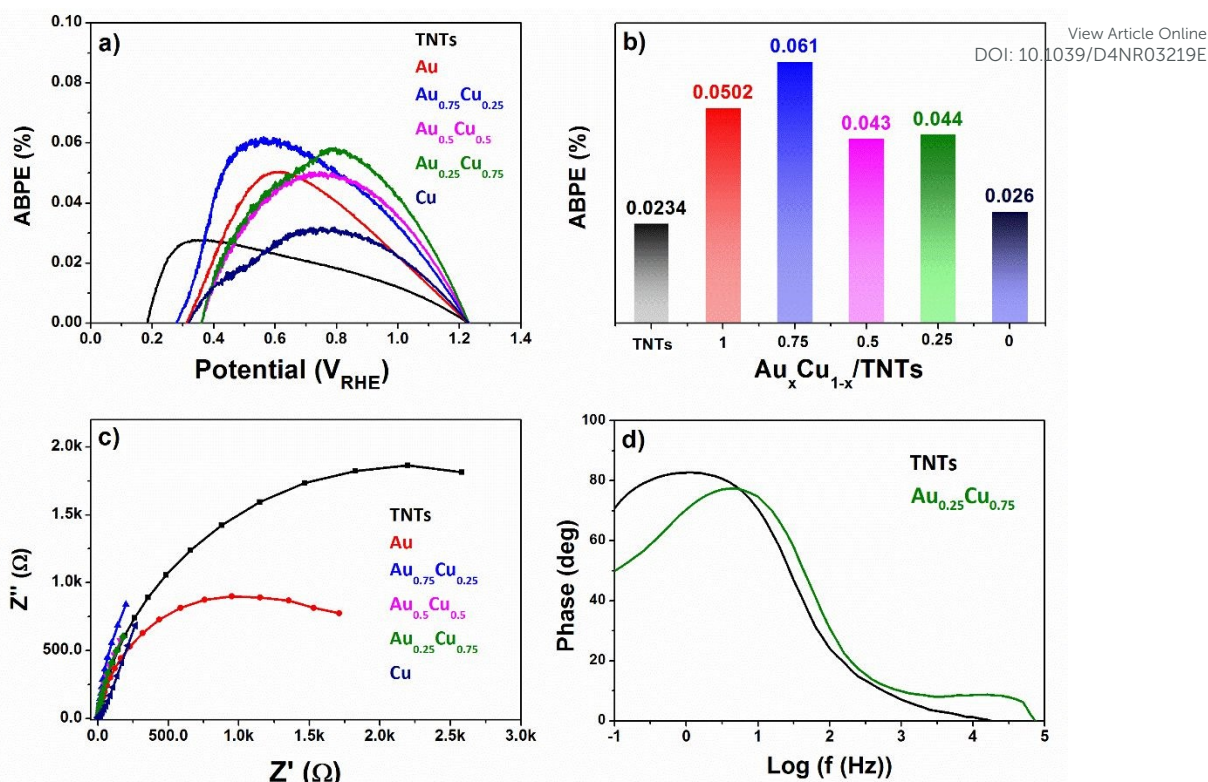 View Article Online
DOI: 10.1039/D4NR03219E
a)
TNTs
Au
Au0.75Cu0.25
Au0.5Cu0.5
Au0.25Cu0.75
Cu
ABPE (%)
0.10
0.08
0.06
0.04
0.02
0.00
0.0 0.2 0.4 0.6 0.8 1.0 1.2 1.4
Potential (VRHE)
b)
ABPE (%)
0.0234
0.0502
0.061
0.043
0.044
0.026
TNTs 1 0.75 0.5 0.25 0
AuxCu1-x/TNTs
c)
TNTs
Au
Au0.75Cu0.25
Au0.5Cu0.5
Au0.25Cu0.75
Cu
Z'' (Ω)
2.0k
1.5k
1.0k
500.0
0.0
0.0 500.0 1.0k 1.5k 2.0k 2.5k 3.0k
Z' (Ω)
d)
TNTs
Au0.25Cu0.75
Phase (deg)
100
80
60
40
20
0
-1 0 1 2 3 4 5
Log (f (Hz))